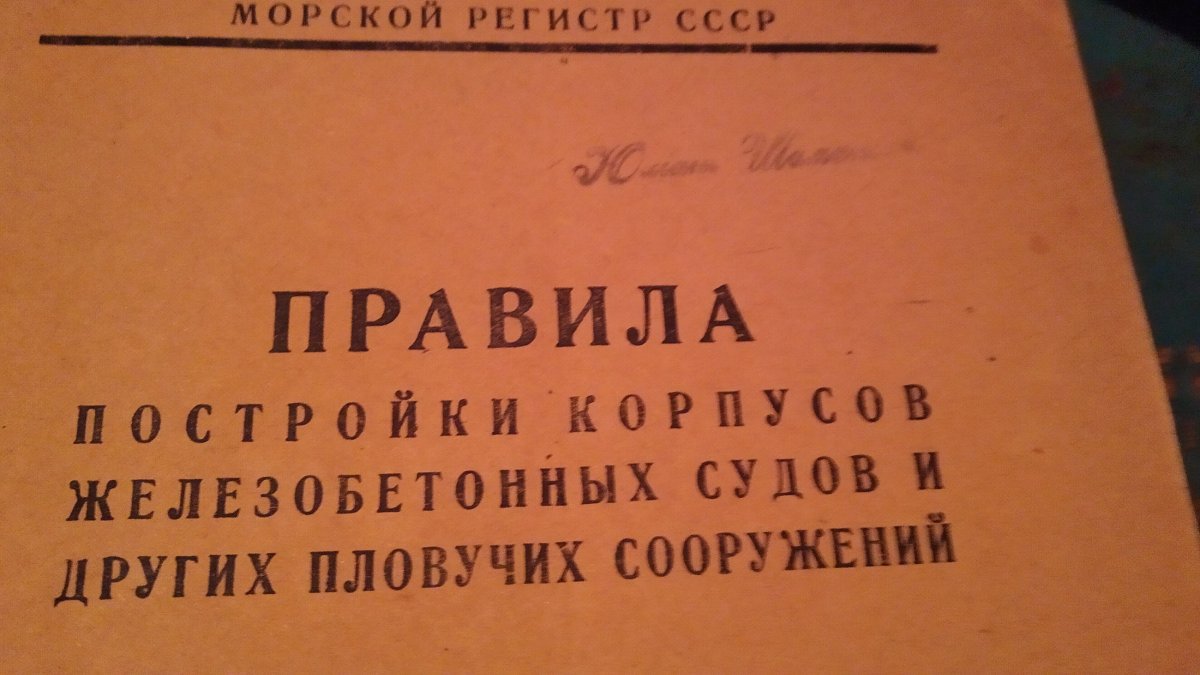 МОРСКОЙ РЕГИСТР СССР
ПРАВИЛА
ПОСТРОЙКИ КОРПУСОВ
ЖЕЛЕЗОБЕТОННЫХ СУДОВ И
ДРУГИХ ПЛОВУЧИХ СООРУЖЕНИЙ